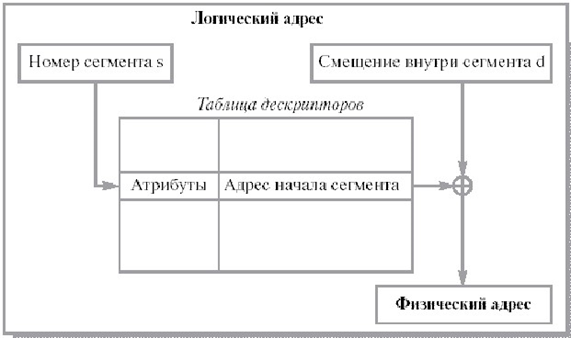 Логический адрес
Номер сегмента s
Смещение внутри сегмента d
Таблица дескрипторов
Атрибуты
Адрес начала сегмента
Физический адрес